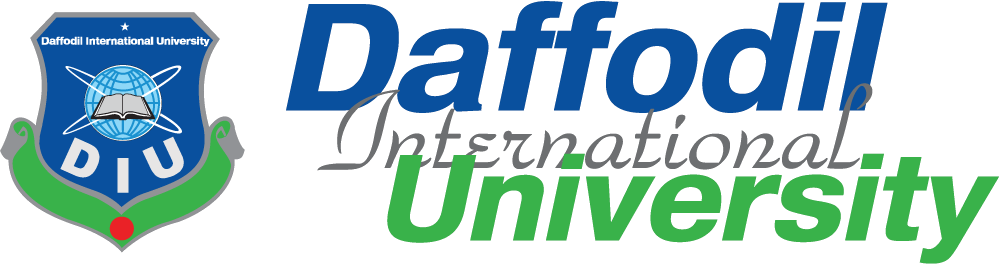 Daffodil International University
DIU
Daffodil
International
University